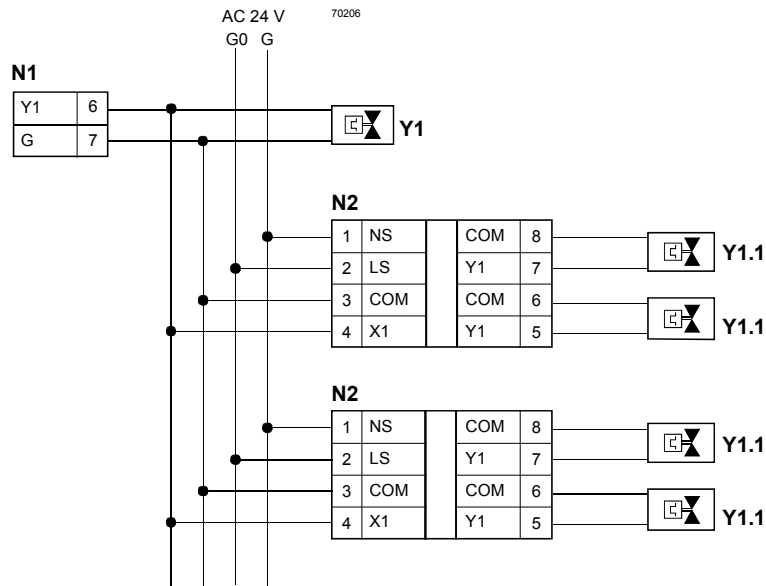 AC 24 V 70206
G0 G
N1
Y1 6
G 7
Y1
N2
1 NS COM 8
2 LS Y1 7
3 COM COM 6
4 X1 Y1 5
Y1.1
Y1.1
N2
1 NS COM 8
2 LS Y1 7
3 COM COM 6
4 X1 Y1 5
Y1.1
Y1.1